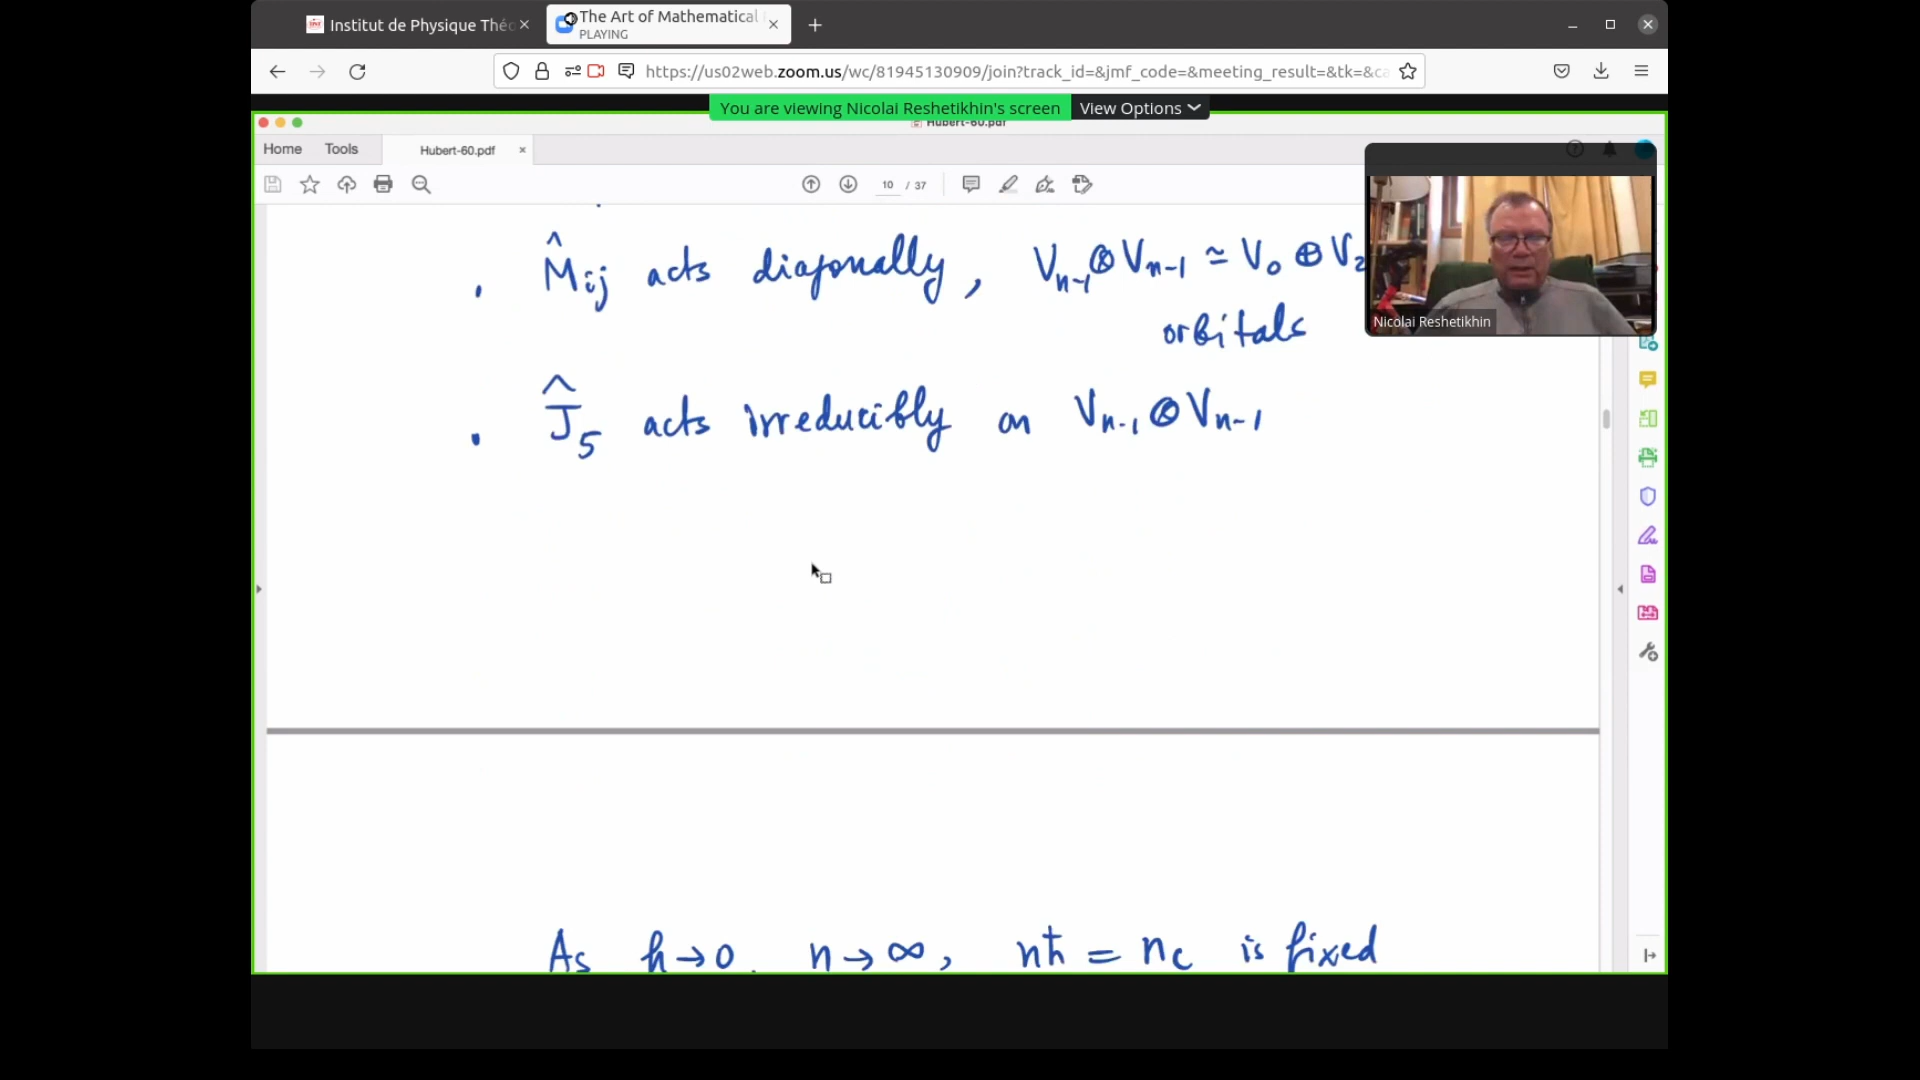 Institut de Physique Théo
The Art of Mathematical
PLAYING
https://us02web.zoom.us/wc/81945130909/join?track_id=&jmf_code=&meeting_result=&tk=&ca
You are viewing Nicolai Reshetikhin's screen View Options
Hubert-60.pdf
Home Tools Hubert-60.pdf
10 / 37
• M̂ij acts diagonally, Vn-1 ⊗ Vn-1 ≃ V0 ⊕ V2
orbitals
Nicolai Reshetikhin
• Ĵ5 acts irreducibly on Vn-1 ⊗ Vn-1
As ℏ→0, n→∞, nℏ = nc is fixed